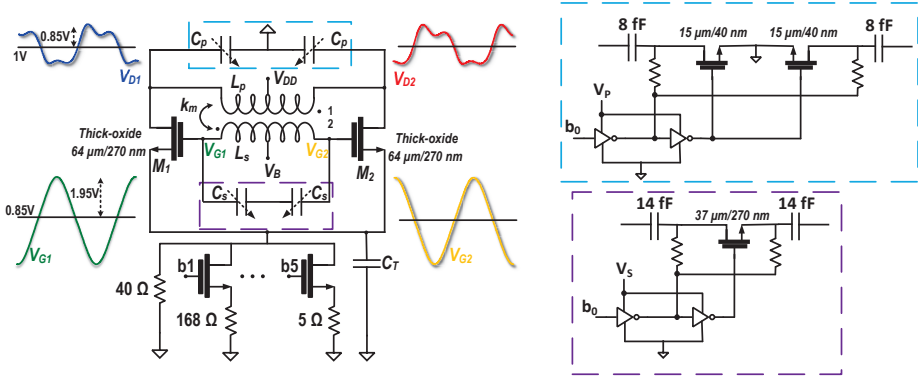 0.85V
1V
V_D1
C_p
C_p
L_p
V_DD
k_m
1
2
V_D2
Thick-oxide
64 µm/270 nm
M_1
V_G1
L_s
V_B
V_G2
M_2
Thick-oxide
64 µm/270 nm
C_s
C_s
1.95V
0.85V
V_G1
V_G2
b1
b5
C_T
40 Ω
168 Ω
5 Ω
8 fF
15 µm/40 nm
15 µm/40 nm
8 fF
V_P
b_0
14 fF
37 µm/270 nm
14 fF
V_S
b_0